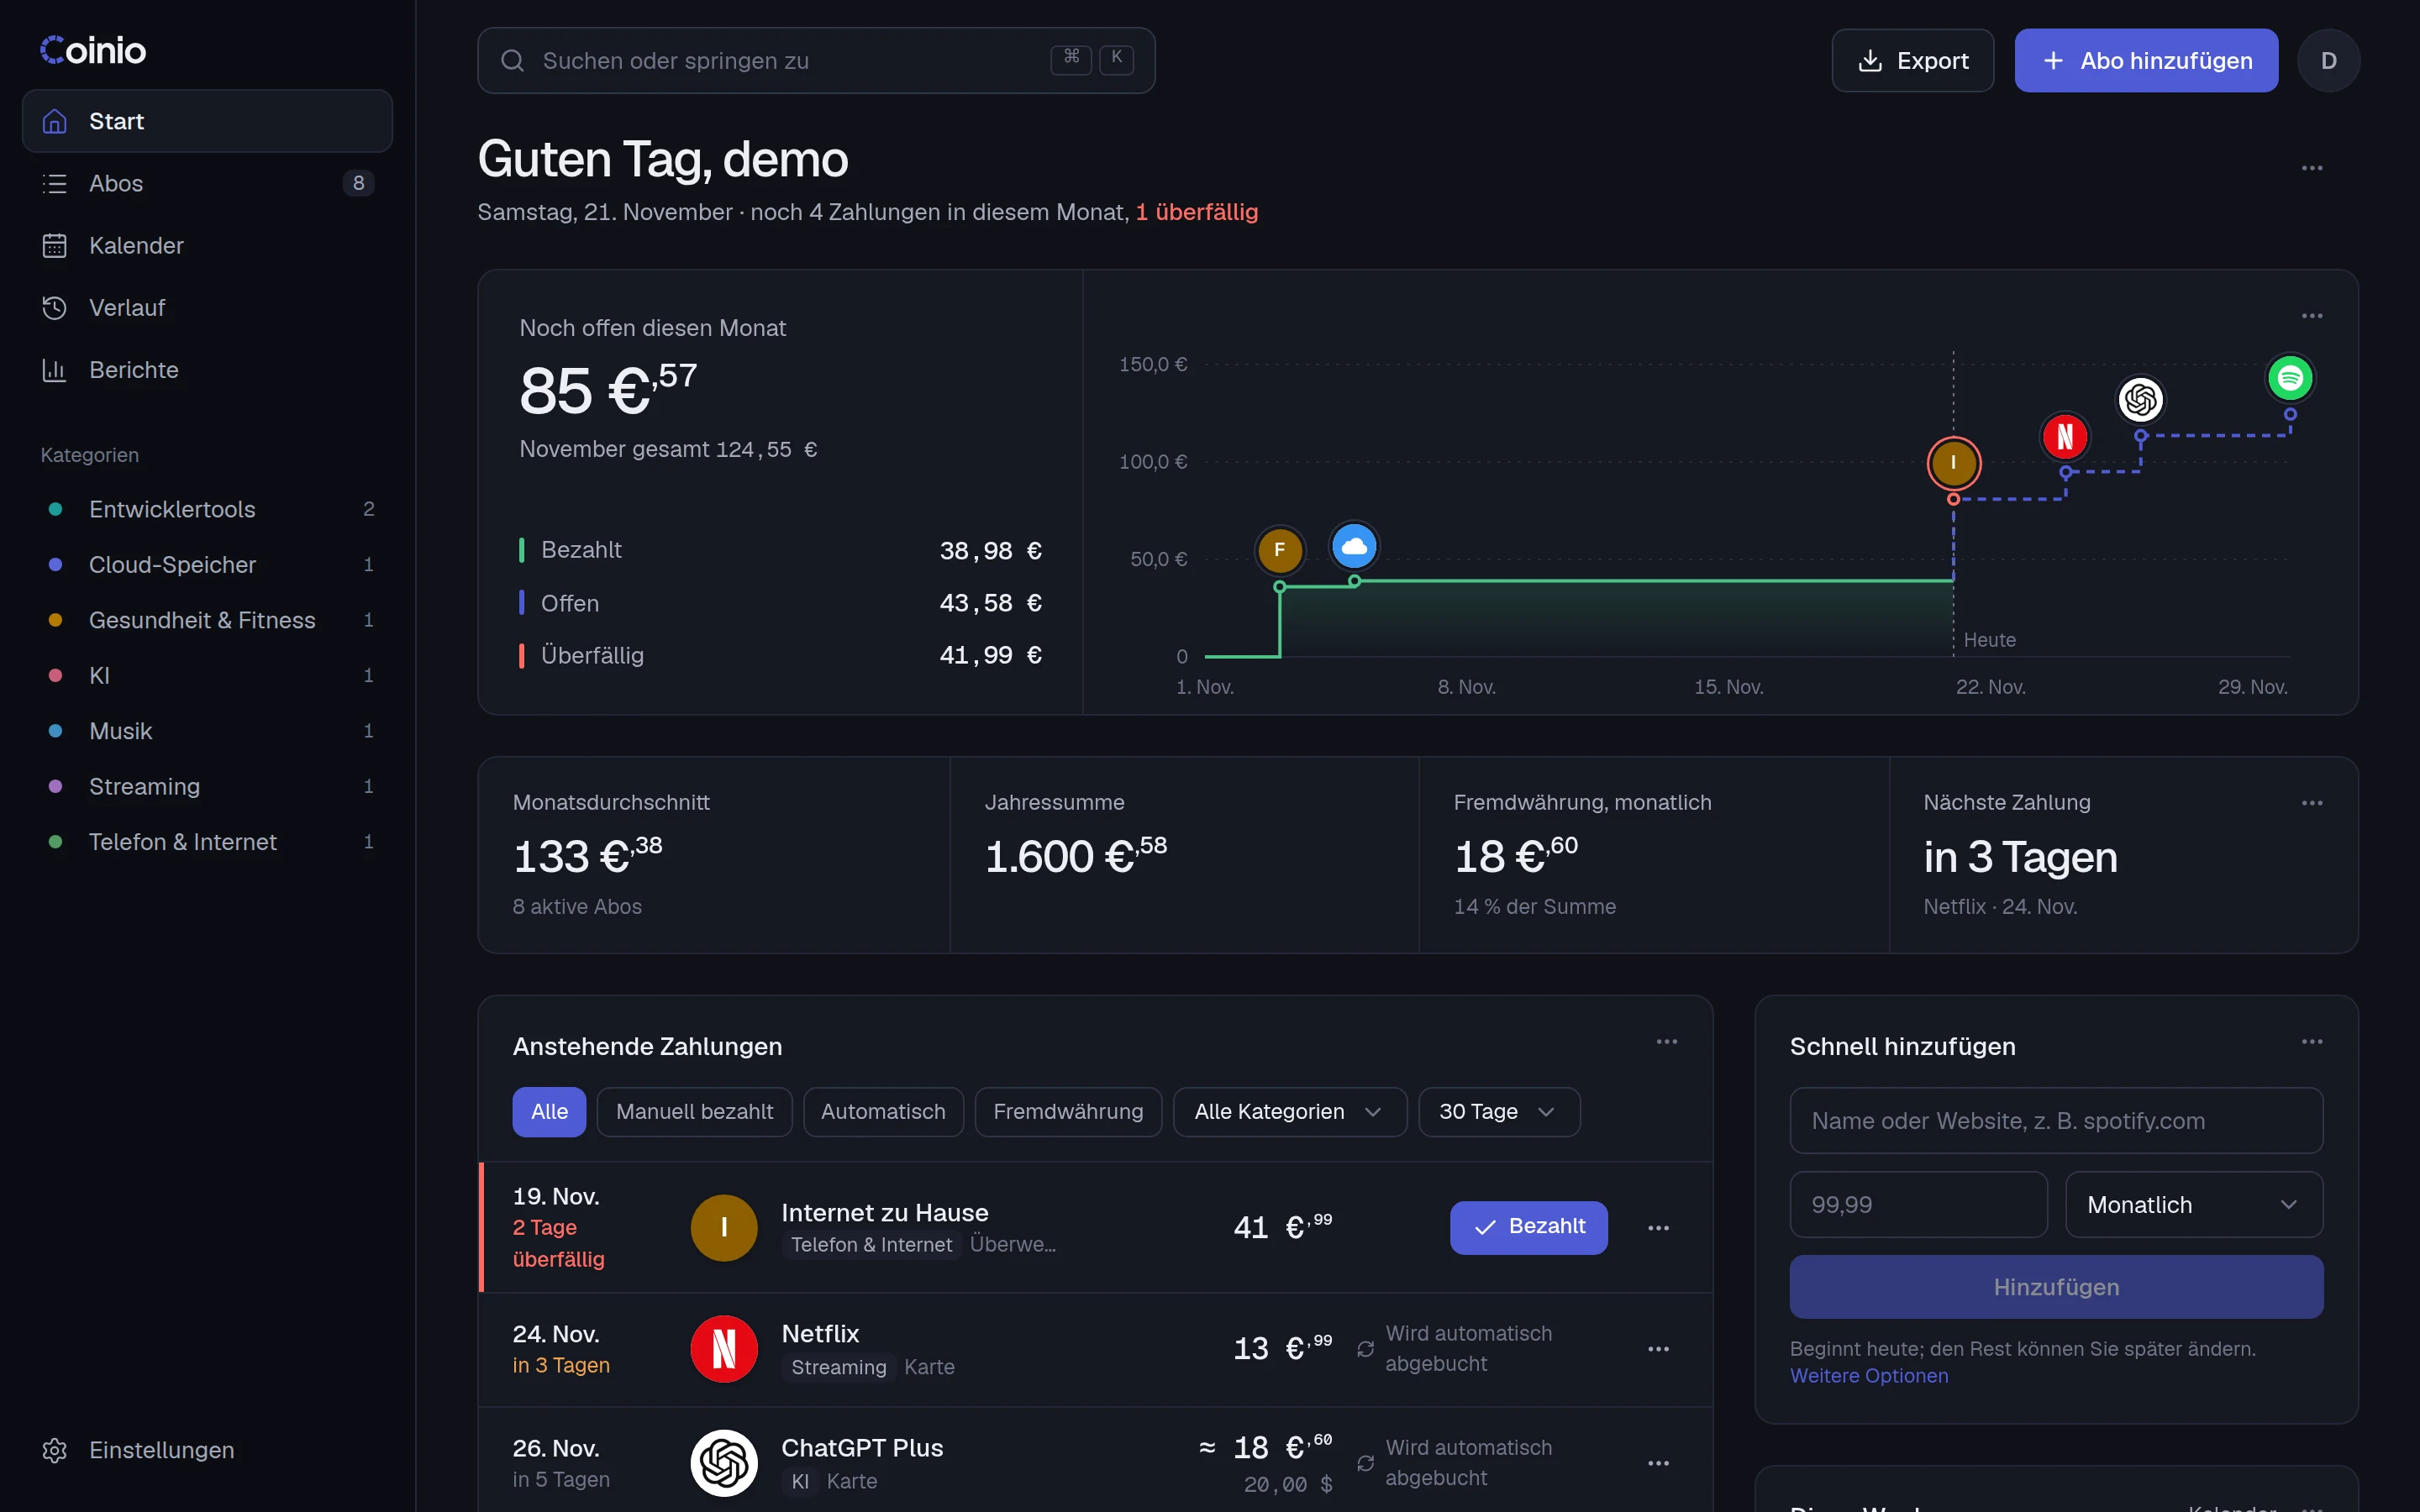 Coinio
Suchen oder springen zu ⌘ K
Export
Abo hinzufügen
D
Start
Abos 8
Kalender
Verlauf
Berichte
Kategorien
Entwicklertools 2
Cloud-Speicher 1
Gesundheit & Fitness 1
KI 1
Musik 1
Streaming 1
Telefon & Internet 1
Einstellungen
Guten Tag, demo
Samstag, 21. November · noch 4 Zahlungen in diesem Monat, 1 überfällig
Noch offen diesen Monat
85 €,57
November gesamt 124,55 €
Bezahlt 38,98 €
Offen 43,58 €
Überfällig 41,99 €
150,0 €
100,0 €
50,0 €
0
F
I
N
Heute
1. Nov. 8. Nov. 15. Nov. 22. Nov. 29. Nov.
Monatsdurchschnitt
133 €,38
8 aktive Abos
Jahressumme
1.600 €,58
Fremdwährung, monatlich
18 €,60
14 % der Summe
Nächste Zahlung
in 3 Tagen
Netflix · 24. Nov.
Anstehende Zahlungen
Alle Manuell bezahlt Automatisch Fremdwährung Alle Kategorien 30 Tage
19. Nov.
2 Tage
überfällig
I
Internet zu Hause
Telefon & Internet Überwe...
41 €,99
Bezahlt
24. Nov.
in 3 Tagen
N
Netflix
Streaming Karte
13 €,99
Wird automatisch
abgebucht
26. Nov.
in 5 Tagen
ChatGPT Plus
KI Karte
≈ 18 €,60
20,00 $
Wird automatisch
abgebucht
Schnell hinzufügen
Name oder Website, z. B. spotify.com
99,99
Monatlich
Hinzufügen
Beginnt heute; den Rest können Sie später ändern.
Weitere Optionen